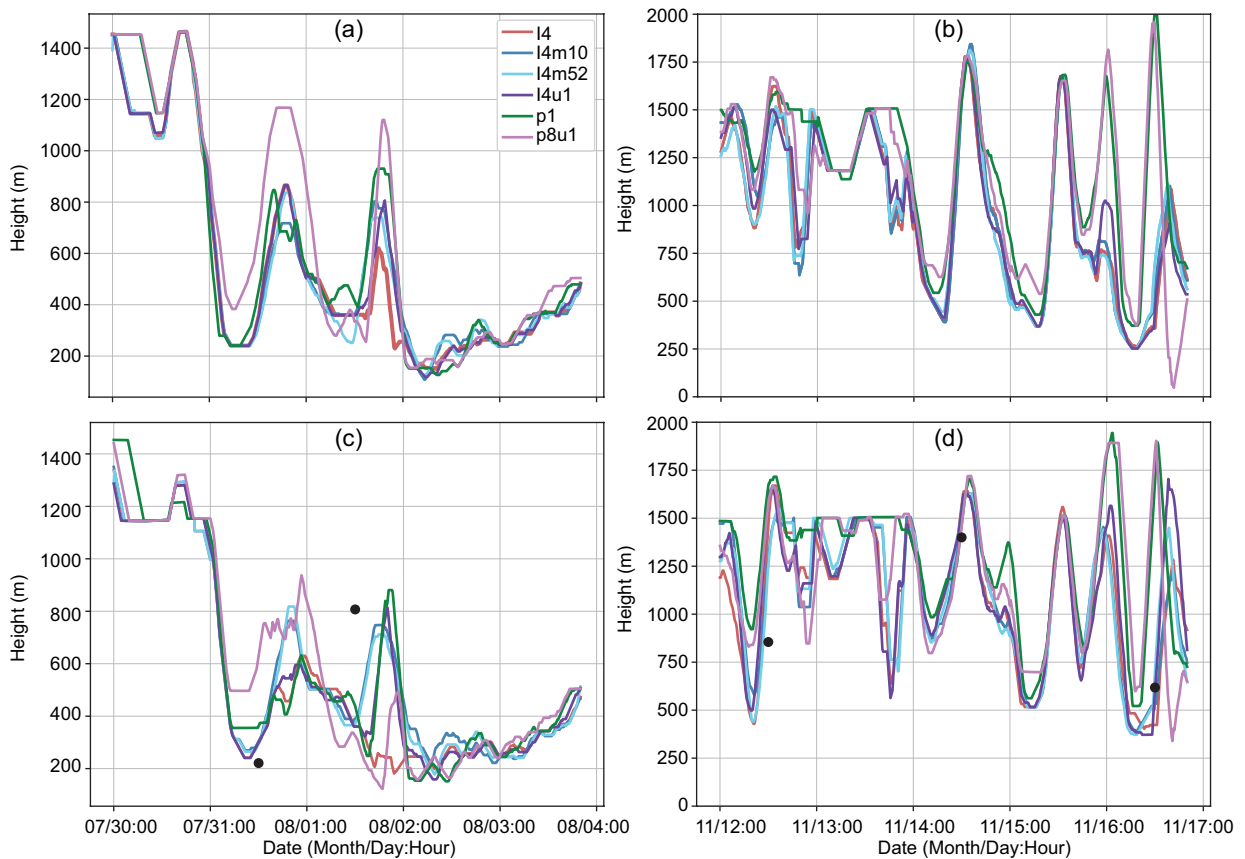 (a)
1400
1200
1000
800
600
400
200
Height (m)
l4
l4m10
l4m52
l4u1
p1
p8u1
(b)
2000
1750
1500
1250
1000
750
500
250
0
Height (m)
(c)
1400
1200
1000
800
600
400
200
Height (m)
07/30:00 07/31:00 08/01:00 08/02:00 08/03:00 08/04:00
Date (Month/Day:Hour)
(d)
2000
1750
1500
1250
1000
750
500
250
0
Height (m)
11/12:00 11/13:00 11/14:00 11/15:00 11/16:00 11/17:00
Date (Month/Day:Hour)